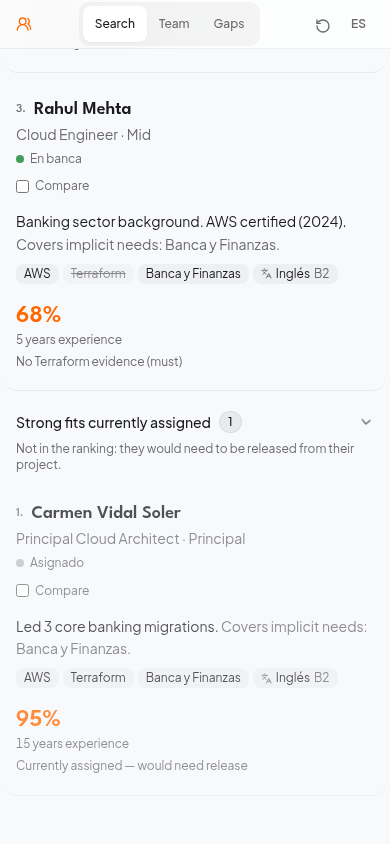 Search Team Gaps ES
3. Rahul Mehta
Cloud Engineer · Mid
En banca
Compare
Banking sector background. AWS certified (2024).
Covers implicit needs: Banca y Finanzas.
AWS Terraform Banca y Finanzas Inglés B2
68%
5 years experience
No Terraform evidence (must)
Strong fits currently assigned 1
Not in the ranking: they would need to be released from their
project.
1. Carmen Vidal Soler
Principal Cloud Architect · Principal
Asignado
Compare
Led 3 core banking migrations. Covers implicit needs:
Banca y Finanzas.
AWS Terraform Banca y Finanzas Inglés B2
95%
15 years experience
Currently assigned — would need release